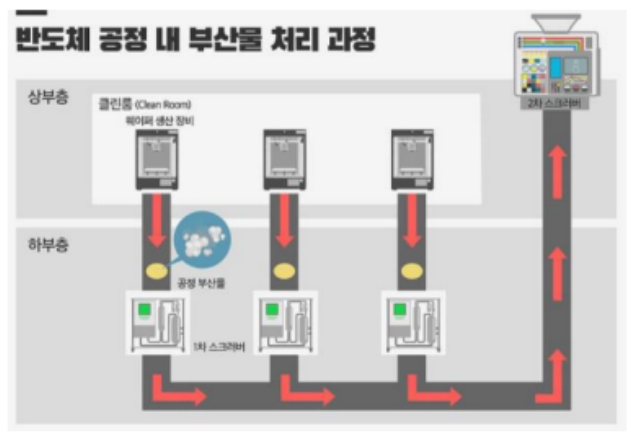 반도체 공정 내 부산물 처리 과정
상부층
클린룸 (Clean Room)
웨이퍼 생산 장비
2차 스크러버
하부층
공정 부산물
1차 스크러버